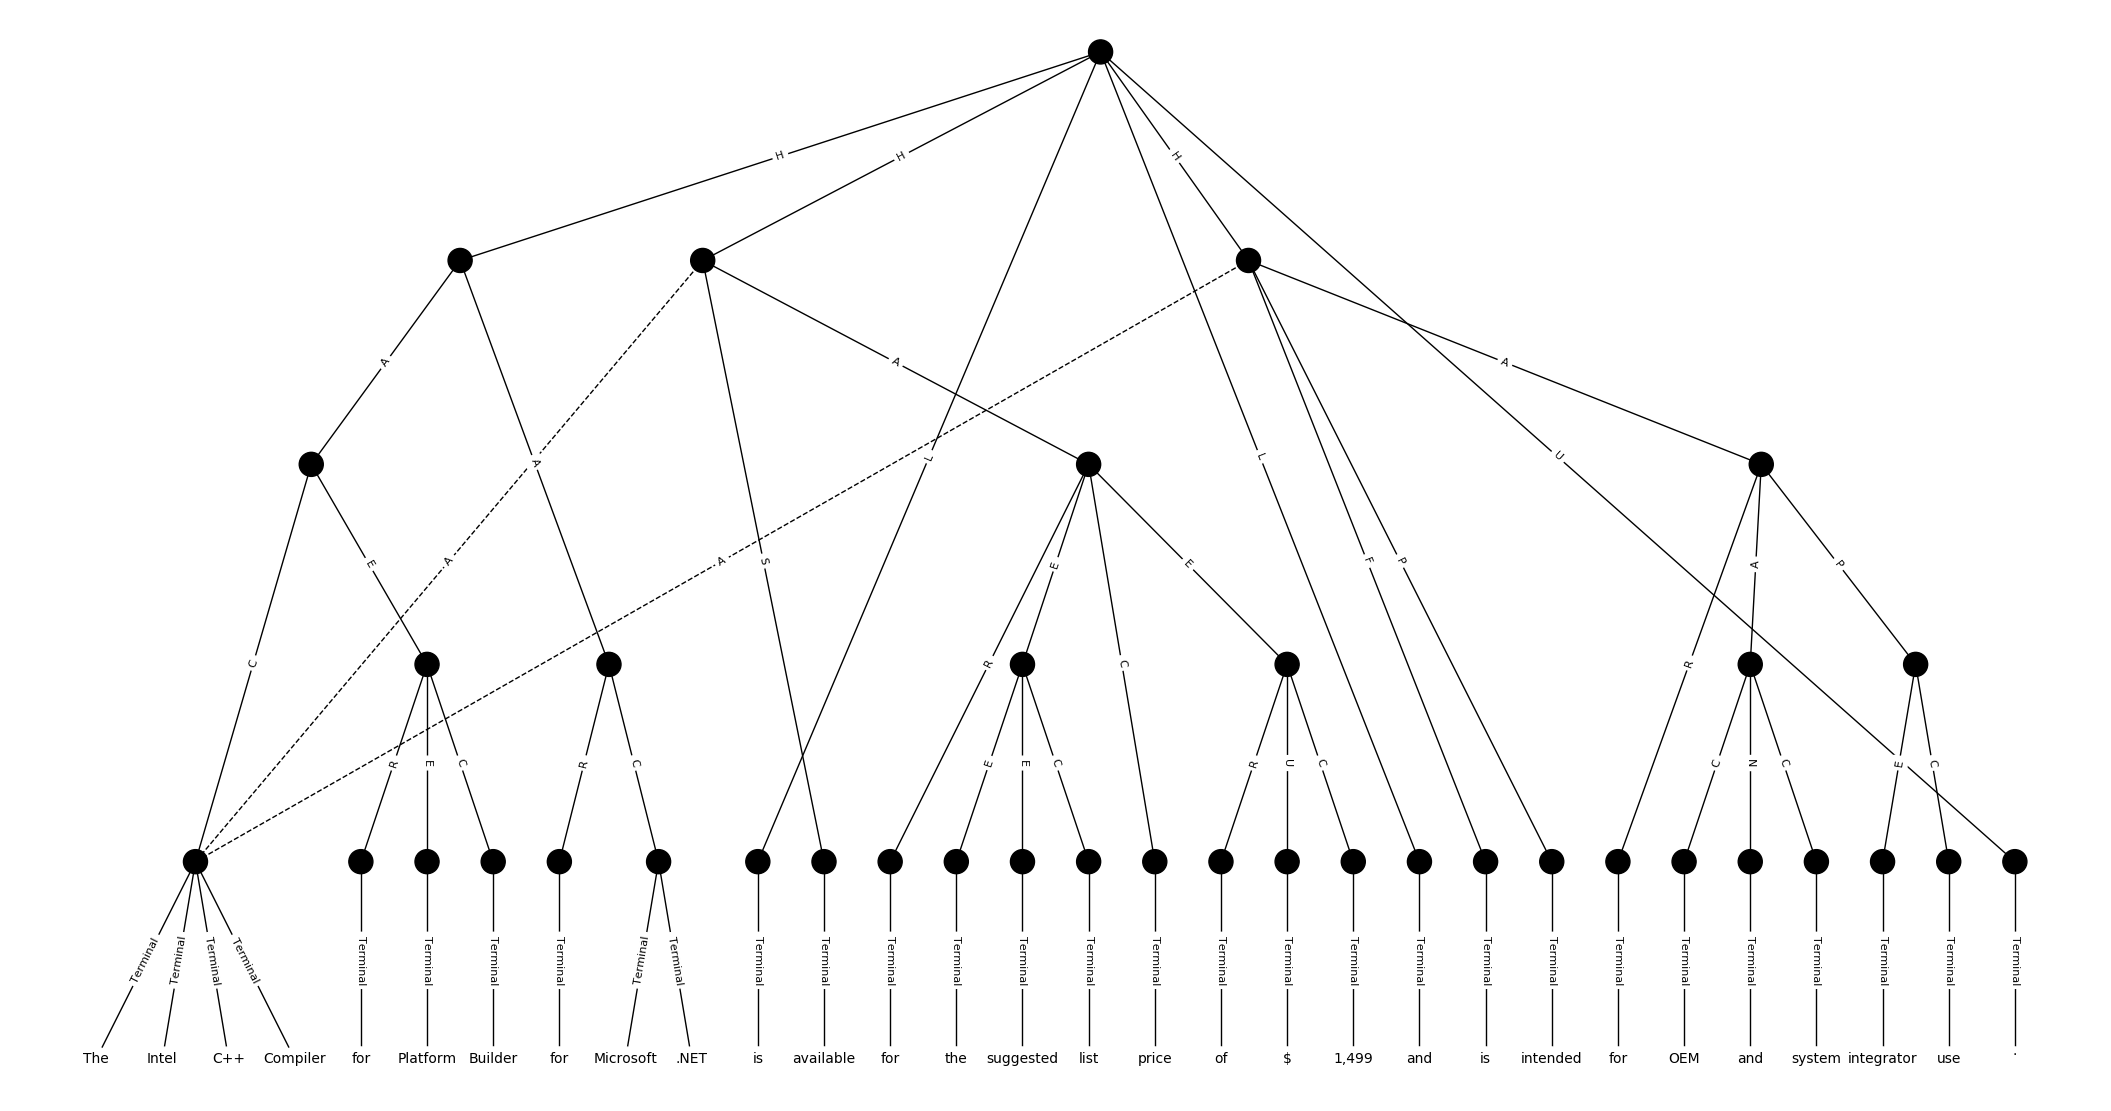 H H H
A A A
L L U
A A A S F P
E E E A P
C R C R
R E C R C E E C R U C C N C E C
Terminal Terminal Terminal Terminal Terminal Terminal Terminal Terminal Terminal Terminal Terminal Terminal Terminal Terminal Terminal Terminal Terminal Terminal Terminal Terminal Terminal Terminal Terminal Terminal Terminal Terminal Terminal Terminal Terminal Terminal
The Intel C++ Compiler for Platform Builder for Microsoft .NET is available for the suggested list price of $ 1,499 and is intended for OEM and system integrator use .